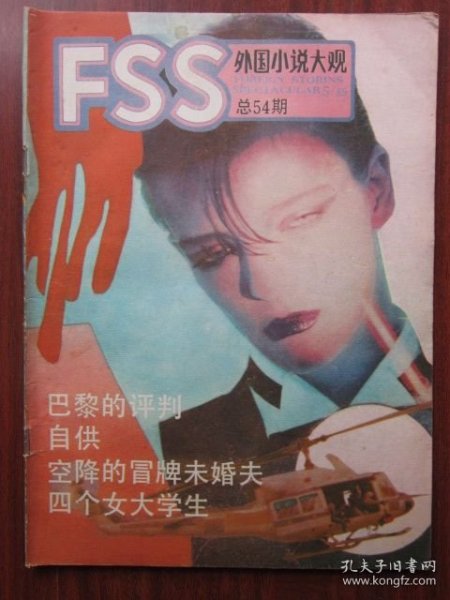 FSS
外国小说大观
FOREIGN STORIES
SPECTACULAR
总54期
巴黎的评判
自供
空降的冒牌未婚夫
四个女大学生
孔夫子旧书网
www.kongfz.com